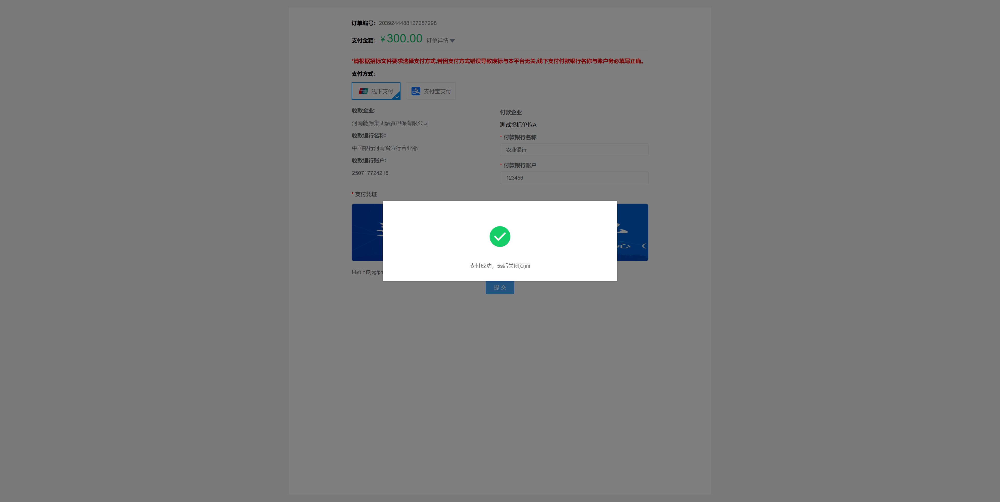 订单编号：2039244488127287298
支付金额：￥300.00 订单详情
*请根据招标文件要求选择支付方式,若因支付方式错误导致废标与本平台无关,线下支付付款银行名称与账户务必填写正确。
支付方式：
线下支付 支付宝支付
收款企业:
河南能源集团融资担保有限公司
收款银行名称:
中国银行河南省分行营业部
收款银行账户:
250717724215
付款企业
测试投标单位A
* 付款银行名称
农业银行
* 付款银行账户
123456
* 支付凭证
心（
支付成功，5s后关闭页面
只能上传jpg/pn
提 交